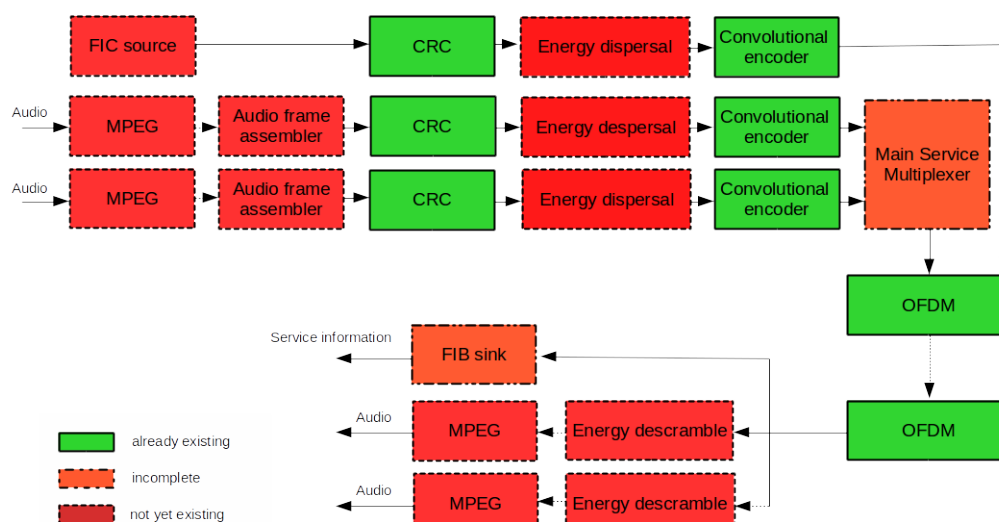 FIC source
CRC
Energy dispersal
Convolutional
encoder
Audio
MPEG
Audio frame
assembler
CRC
Energy despersal
Convolutional
encoder
Main Service
Multiplexer
Audio
MPEG
Audio frame
assembler
CRC
Energy dispersal
Convolutional
encoder
OFDM
Service information
FIB sink
Audio
MPEG
Energy descramble
OFDM
Audio
MPEG
Energy descramble
already existing
incomplete
not yet existing